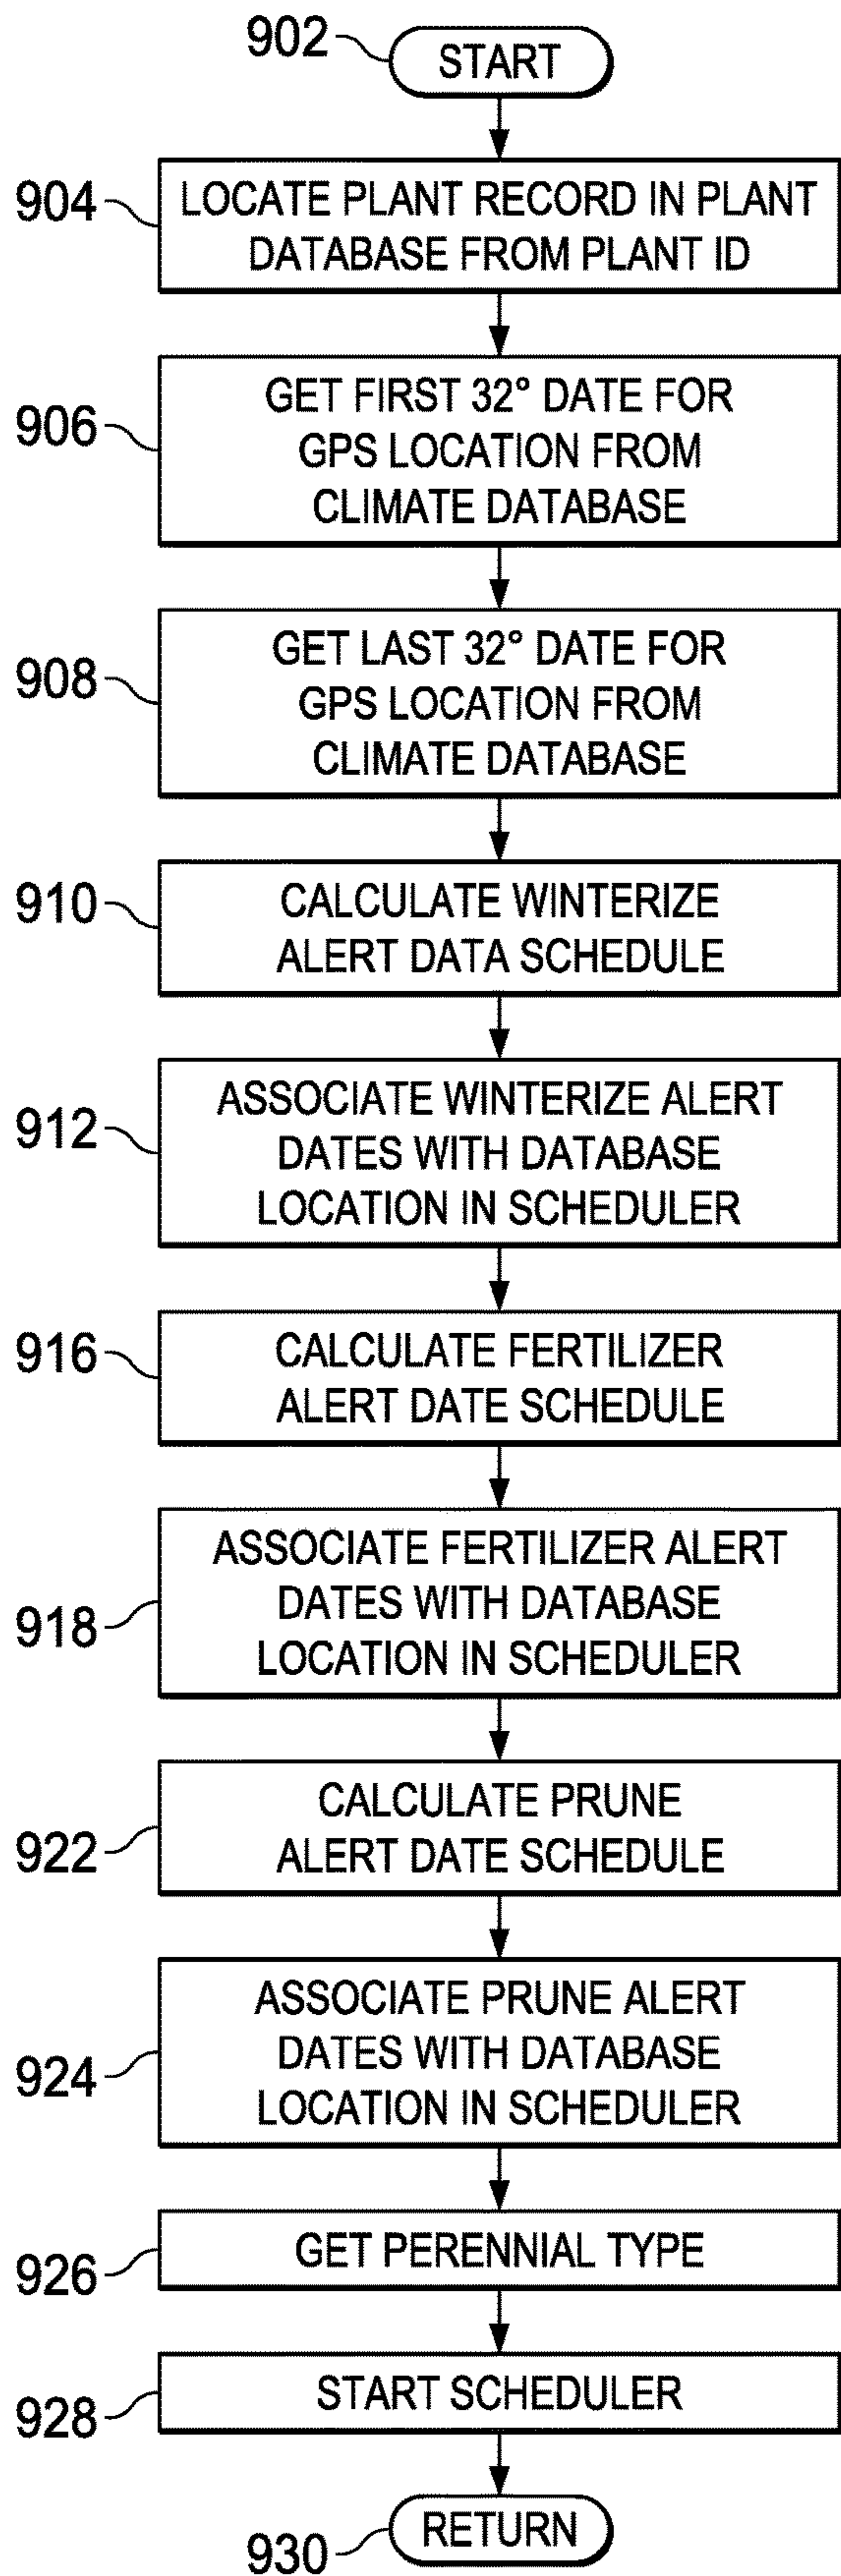 902
START
904
LOCATE PLANT RECORD IN PLANT
DATABASE FROM PLANT ID
906
GET FIRST 32° DATE FOR
GPS LOCATION FROM
CLIMATE DATABASE
908
GET LAST 32° DATE FOR
GPS LOCATION FROM
CLIMATE DATABASE
910
CALCULATE WINTERIZE
ALERT DATA SCHEDULE
912
ASSOCIATE WINTERIZE ALERT
DATES WITH DATABASE
LOCATION IN SCHEDULER
916
CALCULATE FERTILIZER
ALERT DATE SCHEDULE
918
ASSOCIATE FERTILIZER ALERT
DATES WITH DATABASE
LOCATION IN SCHEDULER
922
CALCULATE PRUNE
ALERT DATE SCHEDULE
924
ASSOCIATE PRUNE ALERT
DATES WITH DATABASE
LOCATION IN SCHEDULER
926
GET PERENNIAL TYPE
928
START SCHEDULER
930
RETURN